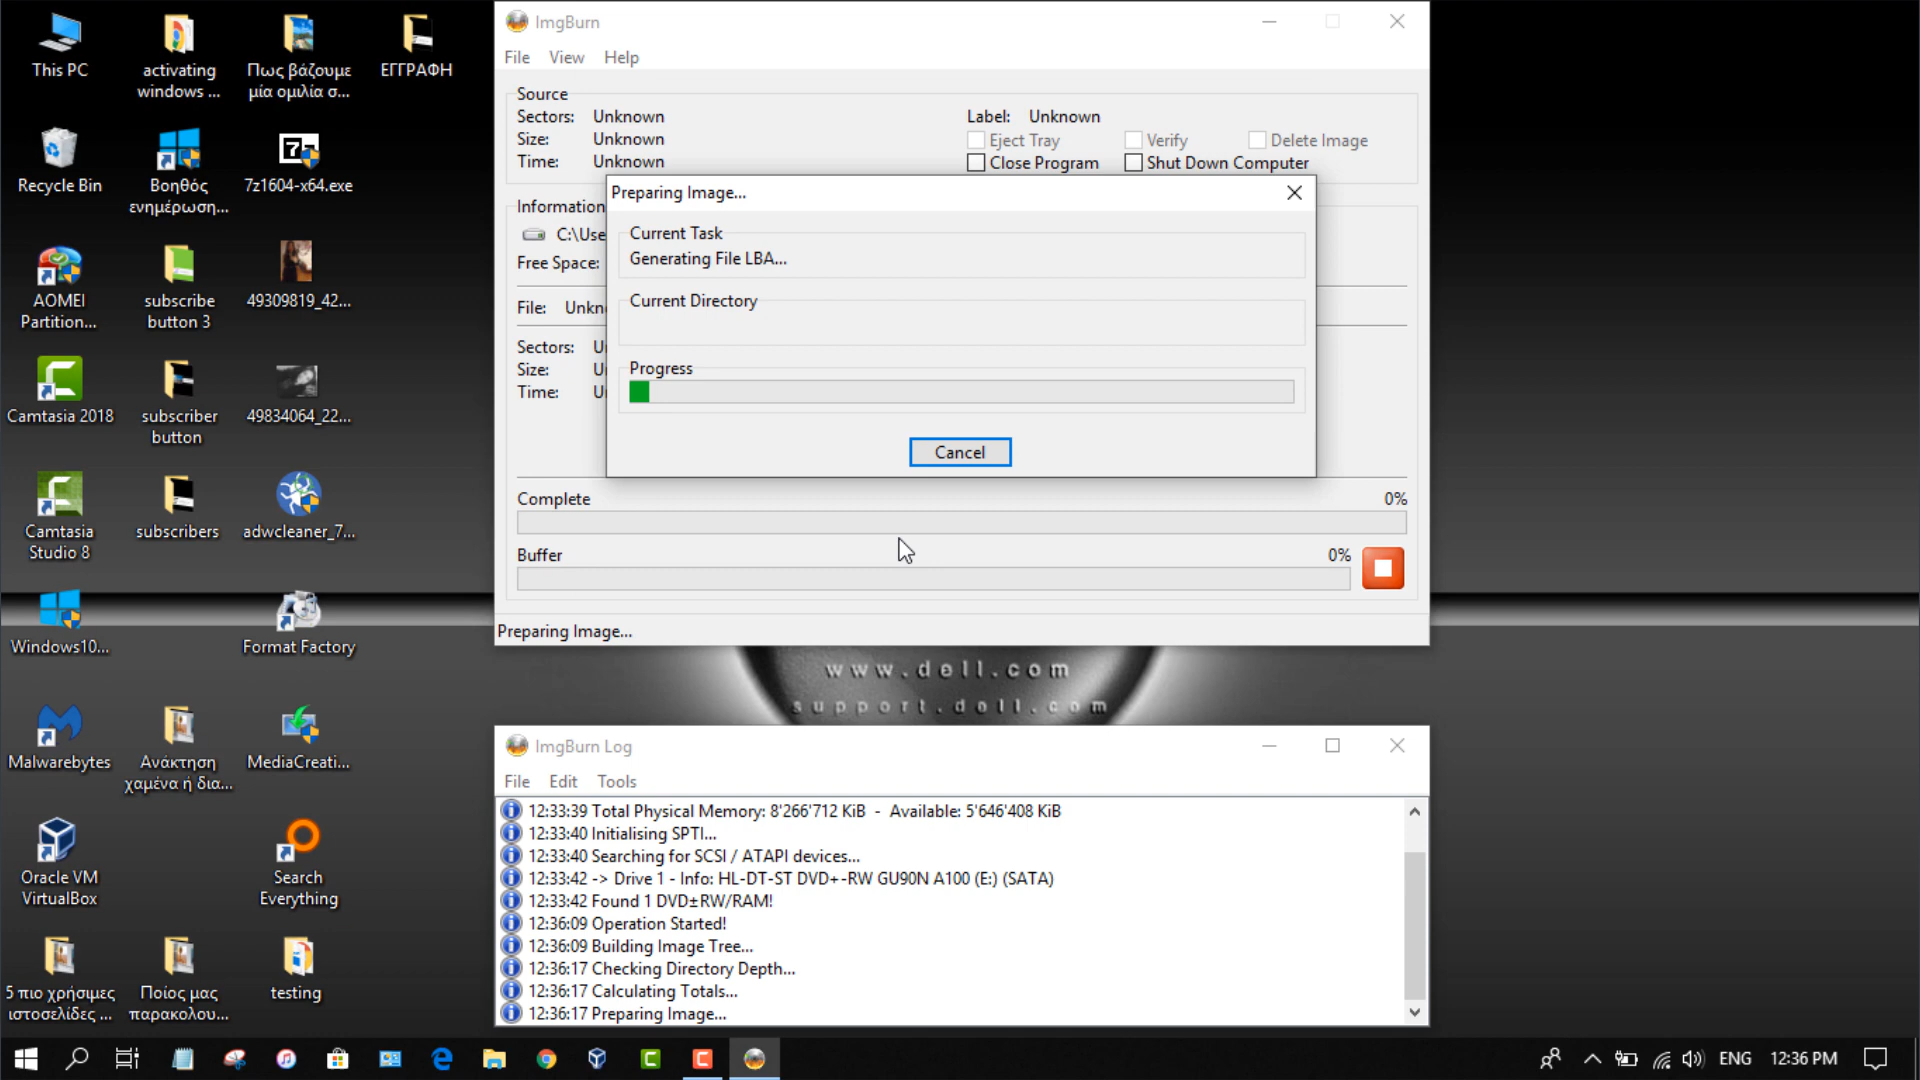 This PC
activating
windows ...
Πως βάζουμε
μία ομιλία σ...
ΕΓΓΡΑΦΗ
Recycle Bin
Βοηθός
ενημέρωση...
7z1604-x64.exe
AOMEI
Partition...
subscribe
button 3
49309819_42...
Camtasia 2018
subscriber
button
49834064_22...
Camtasia
Studio 8
subscribers
adwcleaner_7...
Windows10...
Format Factory
Malwarebytes
Ανάκτηση
χαμένα ή δια...
MediaCreati...
Oracle VM
VirtualBox
Search
Everything
5 πιο χρήσιμες
ιστοσελίδες ...
Ποίος μας
παρακολου...
testing
ImgBurn
File View Help
Source
Sectors: Unknown
Size: Unknown
Time: Unknown
Label: Unknown
Eject Tray Verify Delete Image
Close Program Shut Down Computer
Information
C:\Use
Free Space:
File: Unkn
Sectors: U
Size: U
Time: U
Preparing Image...
Current Task
Generating File LBA...
Current Directory
Progress
Cancel
Complete 0%
Buffer 0%
Preparing Image...
www.dell.com
support.dell.com
ImgBurn Log
File Edit Tools
12:33:39 Total Physical Memory: 8'266'712 KiB - Available: 5'646'408 KiB
12:33:40 Initialising SPTI...
12:33:40 Searching for SCSI / ATAPI devices...
12:33:42 -> Drive 1 - Info: HL-DT-ST DVD+-RW GU90N A100 (E:) (SATA)
12:33:42 Found 1 DVD±RW/RAM!
12:36:09 Operation Started!
12:36:09 Building Image Tree...
12:36:17 Checking Directory Depth...
12:36:17 Calculating Totals...
12:36:17 Preparing Image...
ENG 12:36 PM